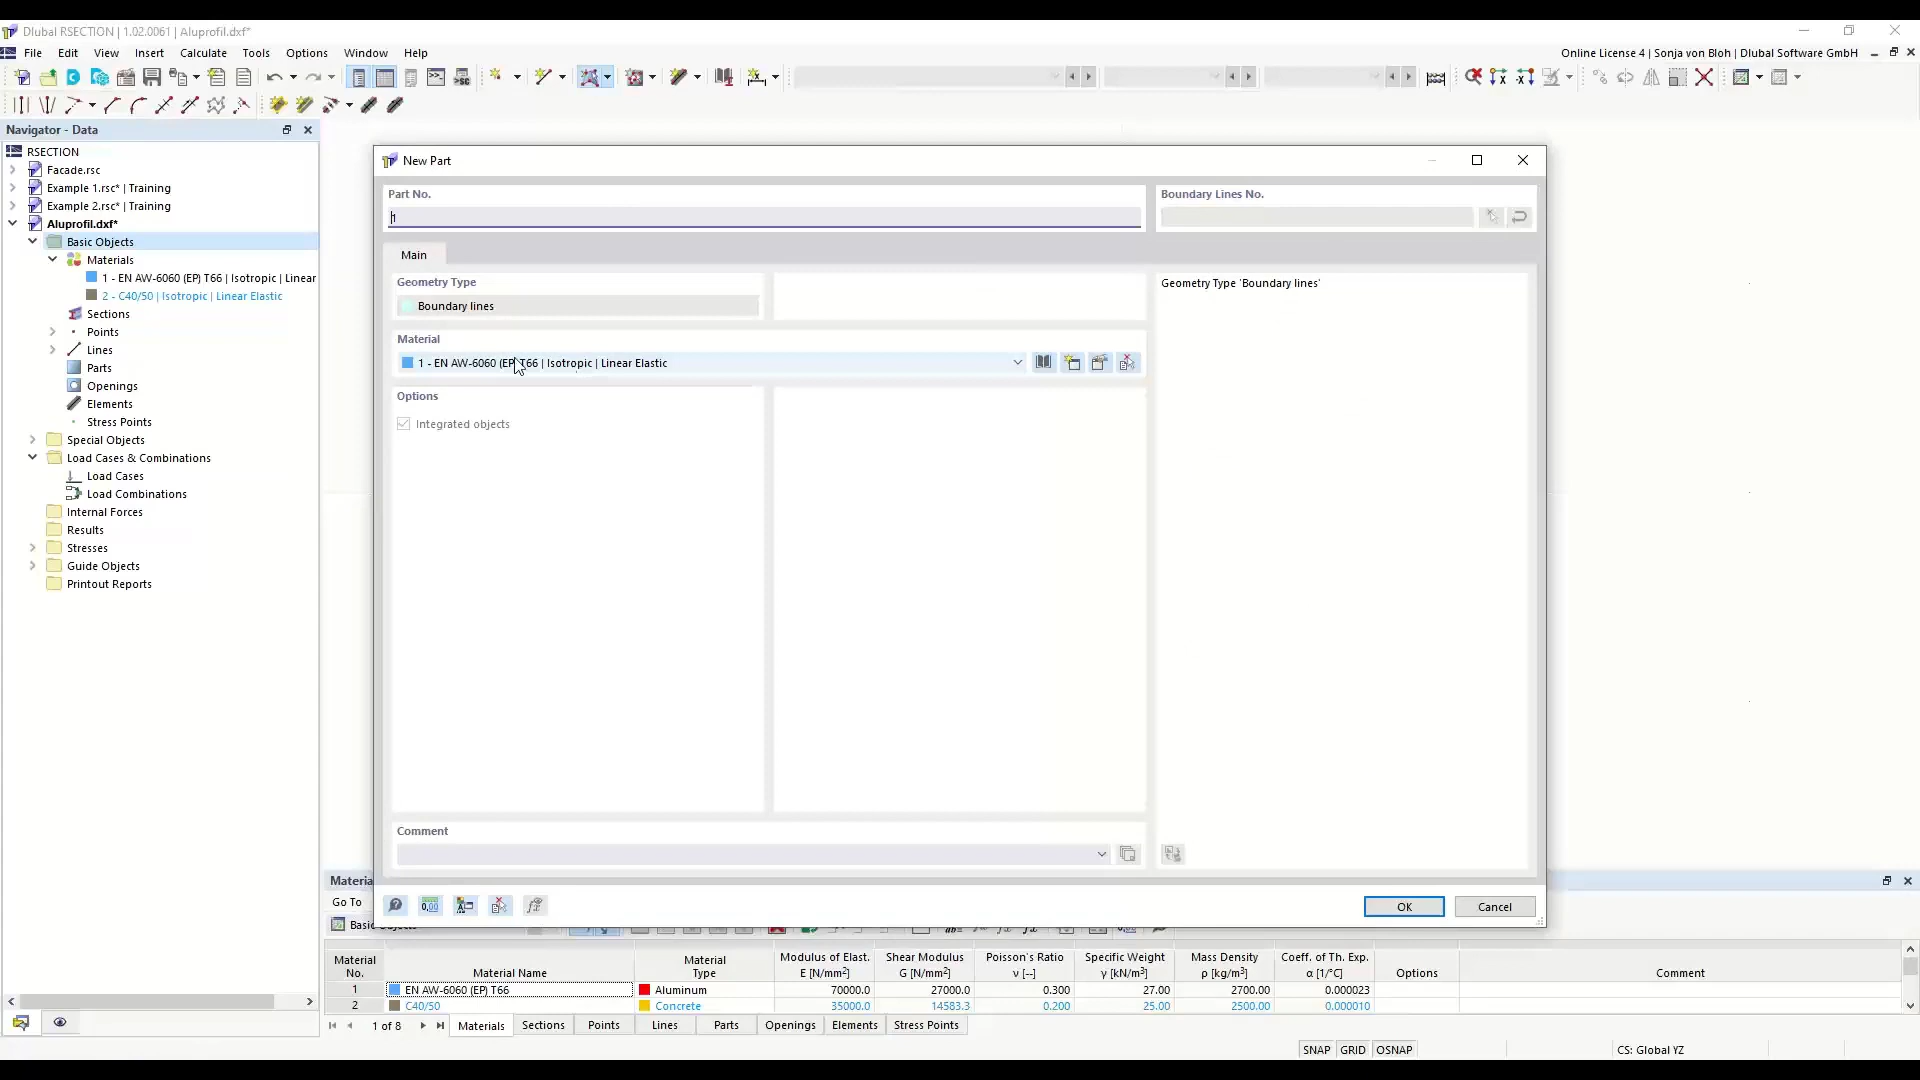 Dlubal RSECTION | 1.02.0061 | Aluprofil.dxf*
File Edit View Insert Calculate Tools Options Window Help
Online License 4 | Sonja von Bloh | Dlubal Software GmbH
Navigator - Data
RSECTION
Facade.rsc
Example 1.rsc* | Training
Example 2.rsc* | Training
Aluprofil.dxf*
Basic Objects
Materials
1 - EN AW-6060 (EP) T66 | Isotropic | Linear
2 - C40/50 | Isotropic | Linear Elastic
Sections
Points
Lines
Parts
Openings
Elements
Stress Points
Special Objects
Load Cases & Combinations
Load Cases
Load Combinations
Internal Forces
Results
Stresses
Guide Objects
Printout Reports
New Part
Part No.
1
Boundary Lines No.
Main
Geometry Type
Boundary lines
Geometry Type 'Boundary lines'
Material
1 - EN AW-6060 (EP) T66 | Isotropic | Linear Elastic
Options
Integrated objects
Comment
OK Cancel
Materia
Go To
Basic
Material No. Material Name Material Type Modulus of Elast. E [N/mm²] Shear Modulus G [N/mm²] Poisson's Ratio ν [--] Specific Weight γ [kN/m³] Mass Density ρ [kg/m³] Coeff. of Th. Exp. α [1/°C] Options Comment
1 EN AW-6060 (EP) T66 Aluminum 70000.0 27000.0 0.300 27.00 2700.00 0.000023
2 C40/50 Concrete 35000.0 14583.3 0.200 25.00 2500.00 0.000010
1 of 8 Materials Sections Points Lines Parts Openings Elements Stress Points
SNAP GRID OSNAP CS: Global YZ